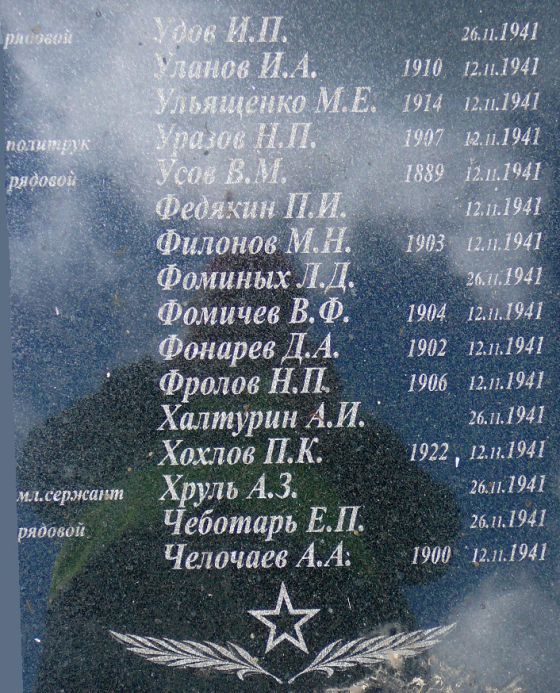 рядовой Удов И.П. 26.11.1941
Уланов И.А. 1910 12.11.1941
Ульященко М.Е. 1914 12.11.1941
политрук Уразов Н.П. 1907 12.11.1941
рядовой Усов В.М. 1889 12.11.1941
Федякин П.И. 12.11.1941
Филонов М.Н. 1903 12.11.1941
Фоминых Л.Д. 26.11.1941
Фомичев В.Ф. 1904 12.11.1941
Фонарев Д.А. 1902 12.11.1941
Фролов Н.П. 1906 12.11.1941
Халтурин А.И. 26.11.1941
Хохлов П.К. 1922 12.11.1941
мл.сержант Хруль А.З. 26.11.1941
рядовой Чеботарь Е.П. 26.11.1941
Челочаев А.А. 1900 12.11.1941